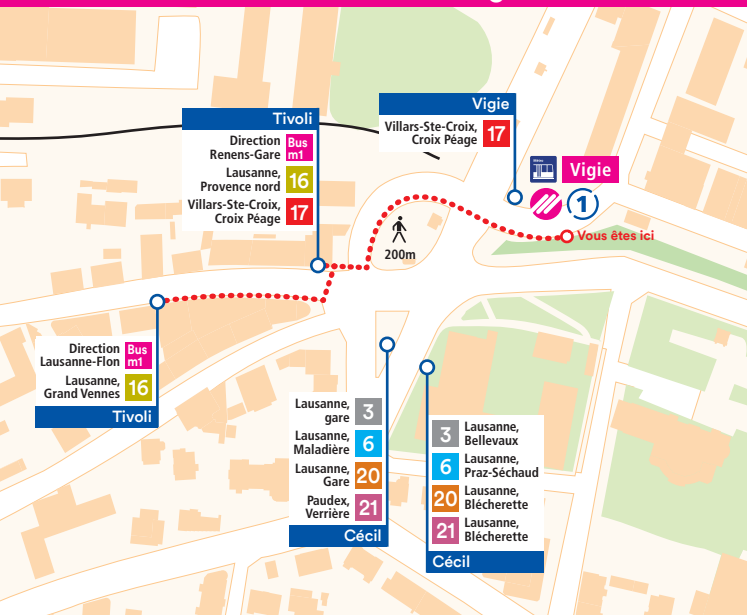 Tivoli
Direction
Renens-Gare
Bus
m1
Lausanne,
Provence nord
16
Villars-Ste-Croix,
Croix Péage
17
Vigie
Villars-Ste-Croix,
Croix Péage
17
Métro
Vigie
1
Vous êtes ici
200m
Direction
Lausanne-Flon
Bus
m1
Lausanne,
Grand Vennes
16
Tivoli
Lausanne,
gare
3
Lausanne,
Maladière
6
Lausanne,
Gare
20
Paudex,
Verrière
21
Cécil
3
Lausanne,
Bellevaux
6
Lausanne,
Praz-Séchaud
20
Lausanne,
Blécherette
21
Lausanne,
Blécherette
Cécil